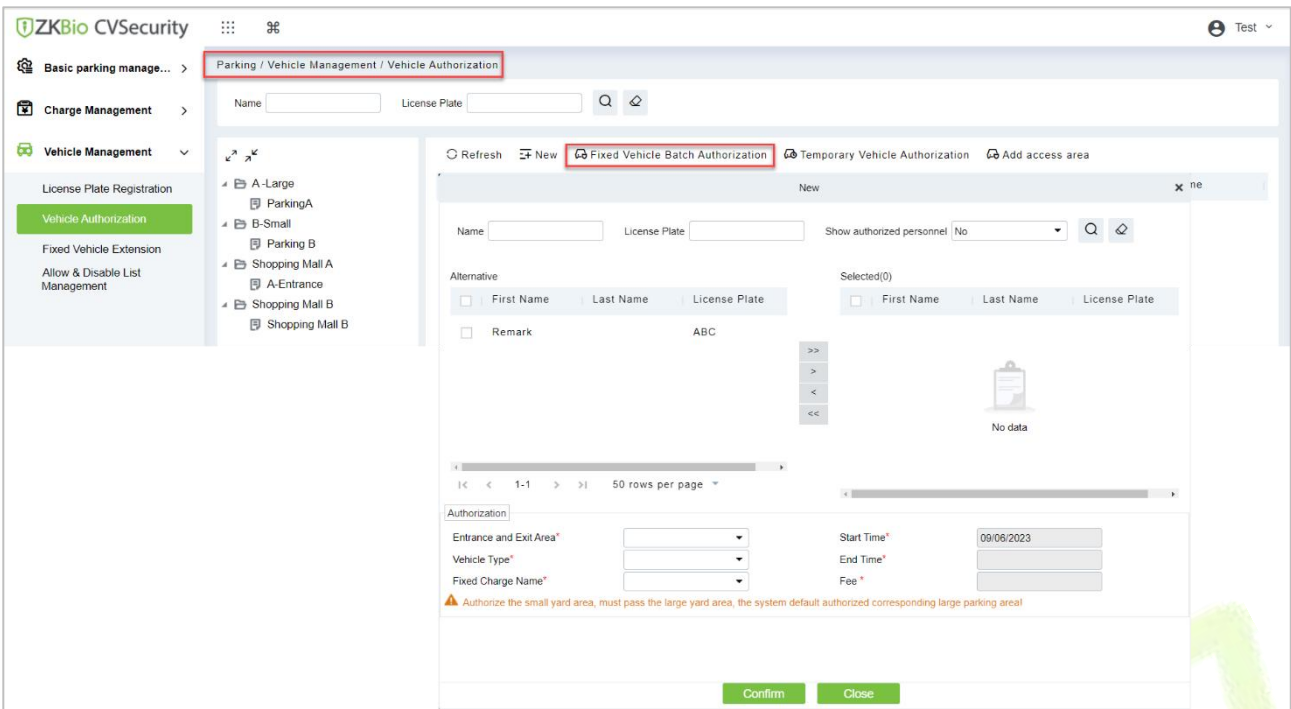 ZKBio CVSecurity
Test
Basic parking manage...
Parking / Vehicle Management / Vehicle Authorization
Charge Management
Name
License Plate
Vehicle Management
Refresh
New
Fixed Vehicle Batch Authorization
Temporary Vehicle Authorization
Add access area
License Plate Registration
Vehicle Authorization
Fixed Vehicle Extension
Allow & Disable List
Management
A -Large
ParkingA
B-Small
Parking B
Shopping Mall A
A-Entrance
Shopping Mall B
Shopping Mall B
New
me
Name
License Plate
Show authorized personnel No
Alternative
First Name Last Name License Plate
Remark ABC
>>
>
<
<<
Selected(0)
First Name Last Name License Plate
No data
1-1
50 rows per page
Authorization
Entrance and Exit Area*
Start Time* 09/06/2023
Vehicle Type*
End Time*
Fixed Charge Name*
Fee *
Authorize the small yard area, must pass the large yard area, the system default authorized corresponding large parking area!
Confirm
Close